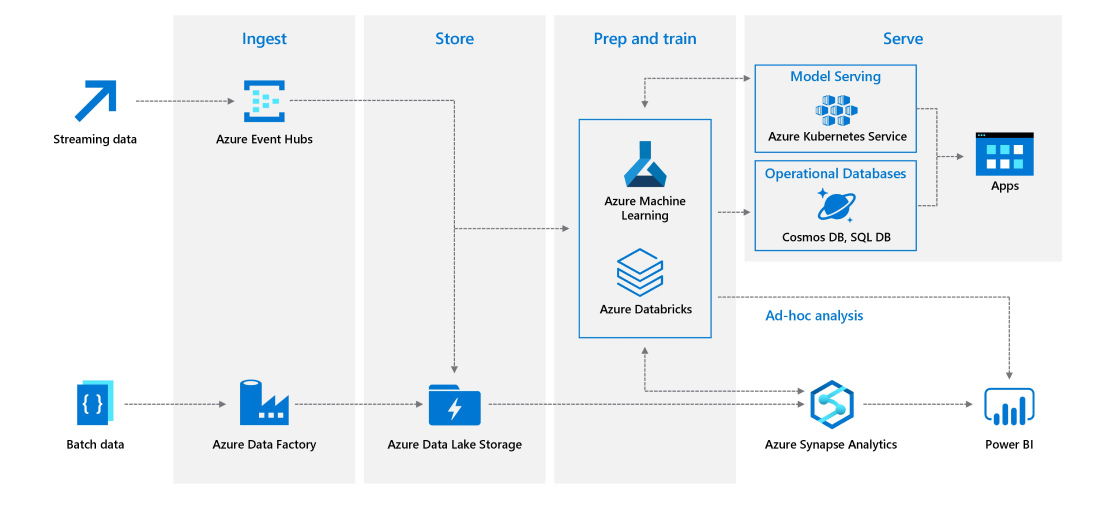 Ingest
Store
Prep and train
Serve
Streaming data
Azure Event Hubs
Model Serving
Azure Kubernetes Service
Apps
Azure Machine
Learning
Operational Databases
Cosmos DB, SQL DB
Azure Databricks
Ad-hoc analysis
{ }
Batch data
Azure Data Factory
Azure Data Lake Storage
Azure Synapse Analytics
Power BI